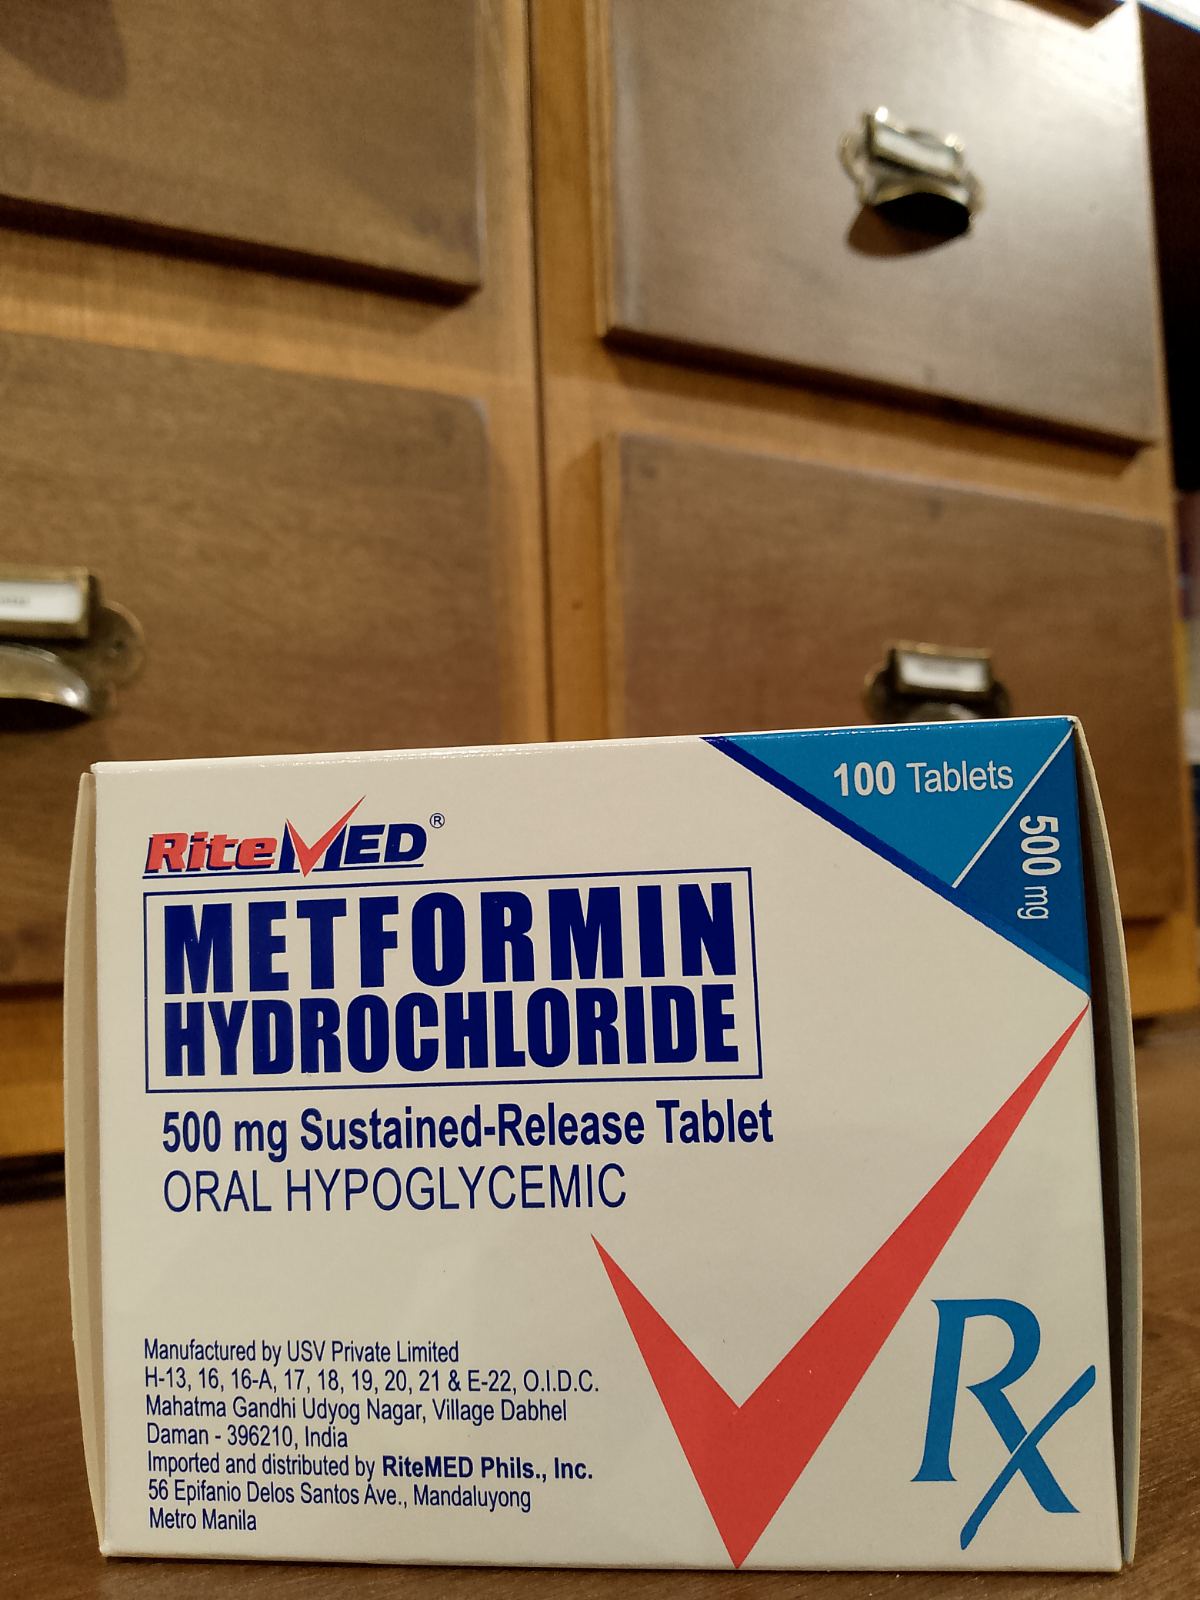 100 Tablets
500 mg
RiteMED®
METFORMIN
HYDROCHLORIDE
500 mg Sustained-Release Tablet
ORAL HYPOGLYCEMIC
Manufactured by USV Private Limited
H-13, 16, 16-A, 17, 18, 19, 20, 21 & E-22, O.I.D.C.
Mahatma Gandhi Udyog Nagar, Village Dabhel
Daman - 396210, India
Imported and distributed by RiteMED Phils., Inc.
56 Epifanio Delos Santos Ave., Mandaluyong
Metro Manila
Rx